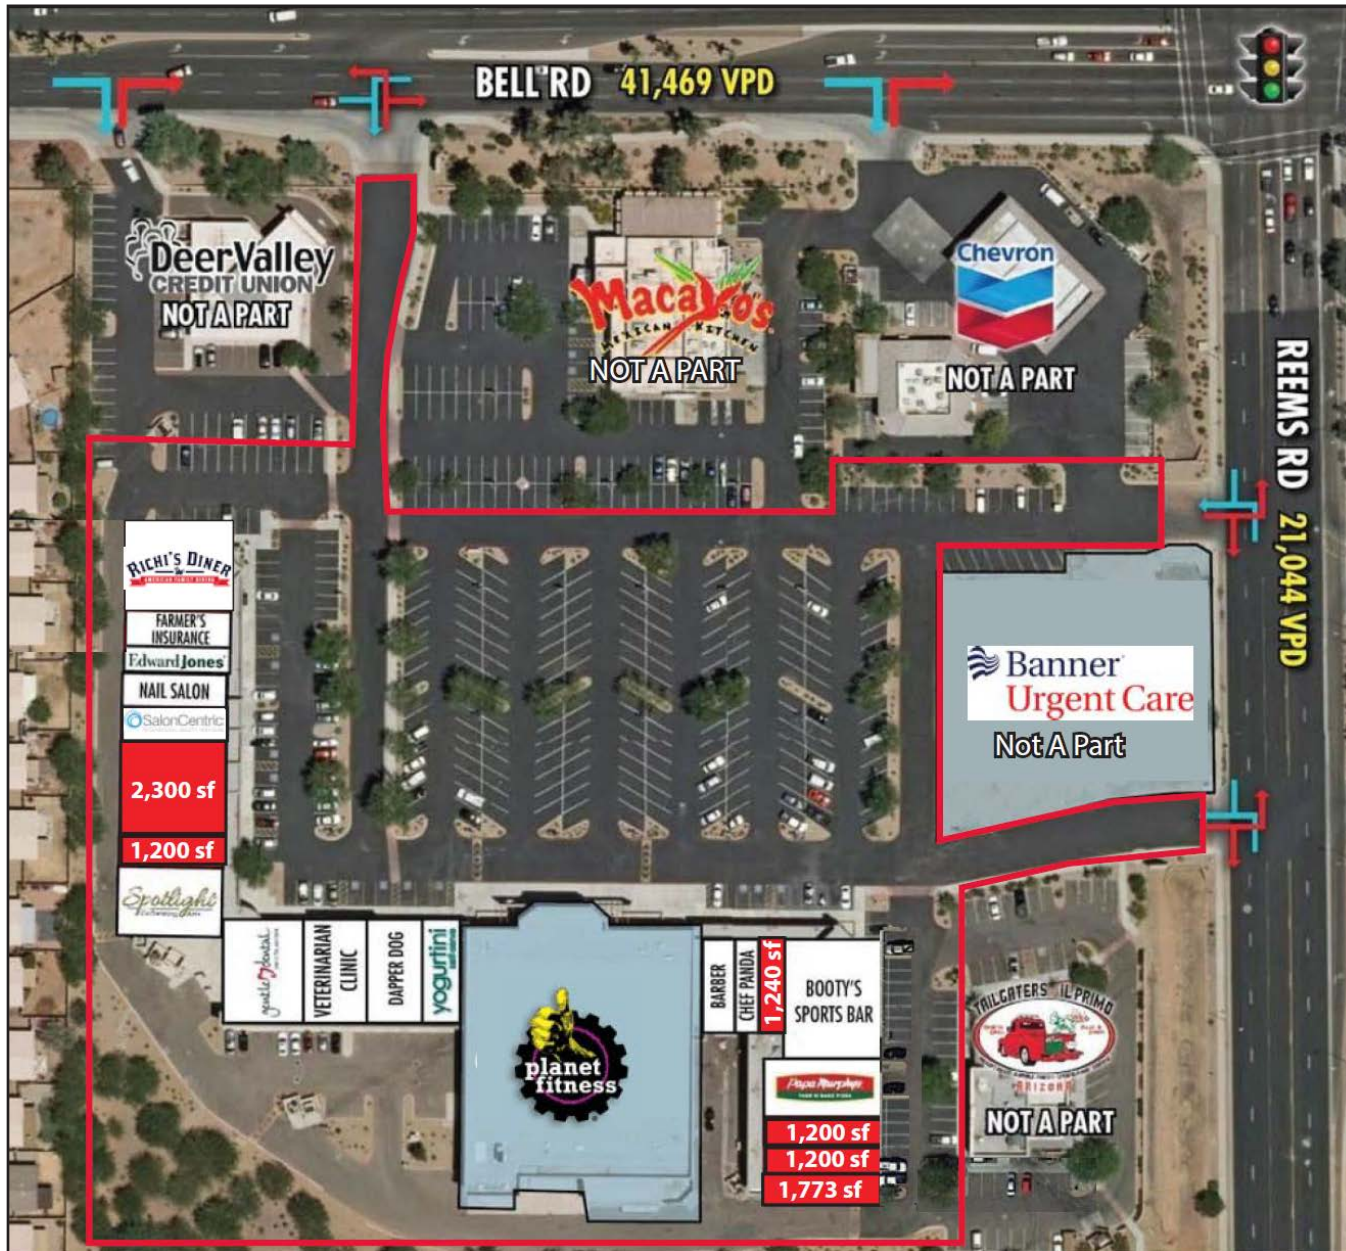 BELL RD 41,469 VPD
DeerValley
CREDIT UNION
NOT A PART
Macayo's
MEXICAN KITCHEN
NOT A PART
Chevron
NOT A PART
REEMS RD 21,044 VPD
RICHI'S DINER
AMERICAN FAMILY DINING
FARMER'S
INSURANCE
Edward Jones
NAIL SALON
SalonCentric
2,300 sf
1,200 sf
Spotlight
Banner
Urgent Care
Not A Part
gentle dental
VETERINARIAN
CLINIC
DAPPER DOG
yogurtini
planet
fitness
BARBER
CHEF PANDA
1,240 sf
BOOTY'S
SPORTS BAR
Papa Murphy's
TAKE 'N' BAKE PIZZA
1,200 sf
1,200 sf
1,773 sf
TAILGATERS IL PRIMO
ARIZONA
NOT A PART